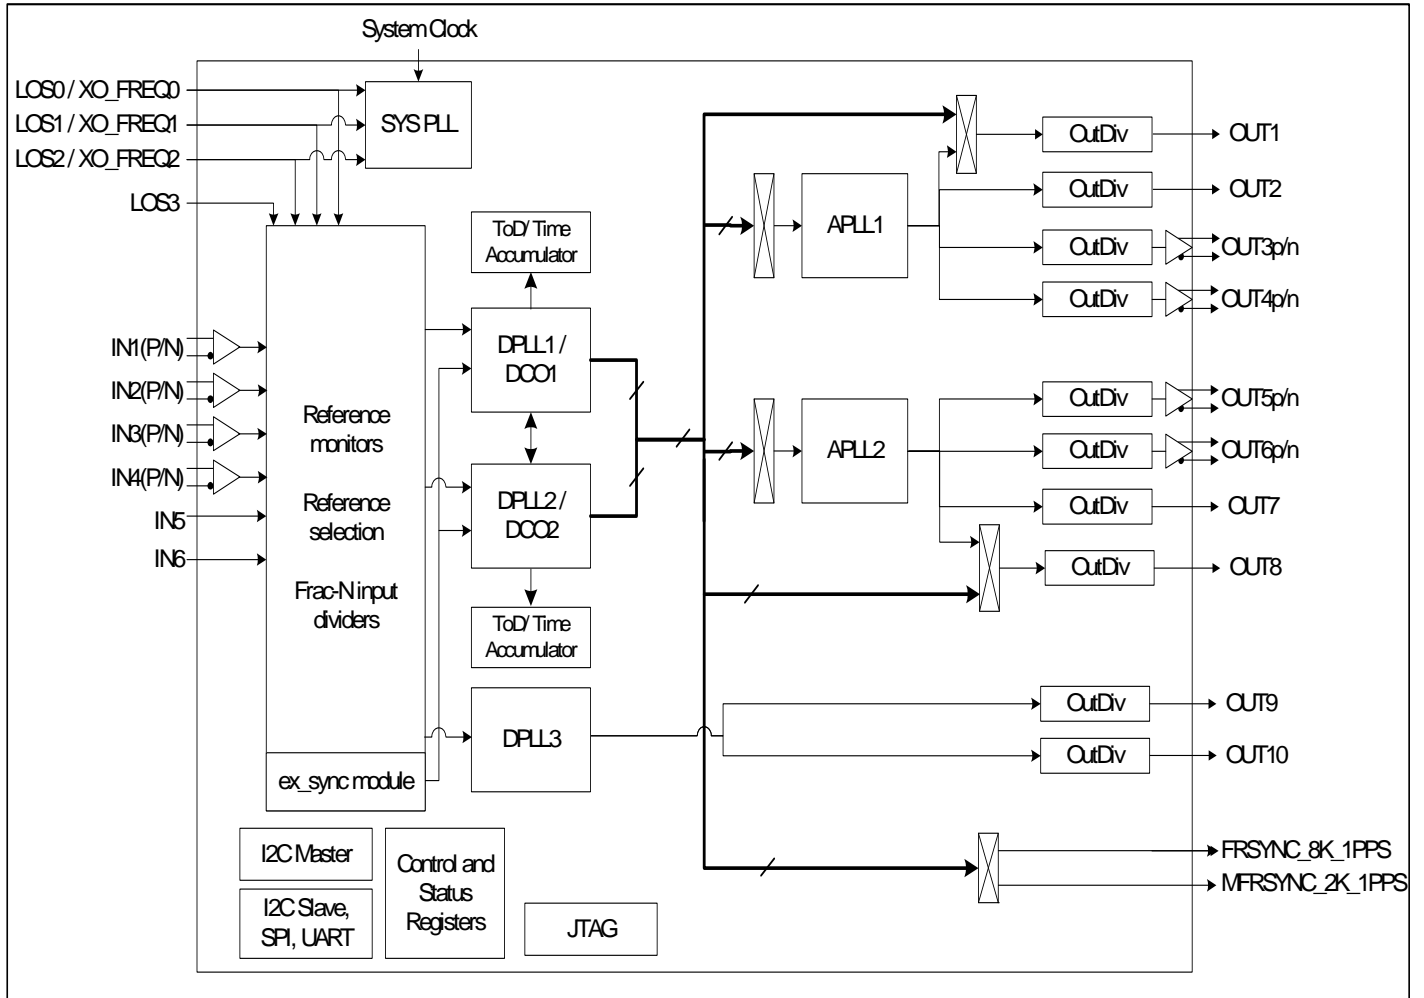 System Clock
LOS0 / XO_FREQ0
LOS1 / XO_FREQ1
LOS2 / XO_FREQ2
LOS3
SYS PLL
ToD/ Time
Accumulator
IN1(P/N)
IN2(P/N)
IN3(P/N)
IN4(P/N)
IN5
IN6
Reference
monitors
Reference
selection
Frac-N input
dividers
ex_sync module
DPLL1 /
DCO1
DPLL2 /
DCO2
ToD/ Time
Accumulator
DPLL3
APLL1
APLL2
OutDiv
OUT1
OutDiv
OUT2
OutDiv
OUT3p/n
OutDiv
OUT4p/n
OutDiv
OUT5p/n
OutDiv
OUT6p/n
OutDiv
OUT7
OutDiv
OUT8
OutDiv
OUT9
OutDiv
OUT10
FRSYNC_8K_1PPS
MFRSYNC_2K_1PPS
I2C Master
I2C Slave,
SPI, UART
Control and
Status
Registers
JTAG